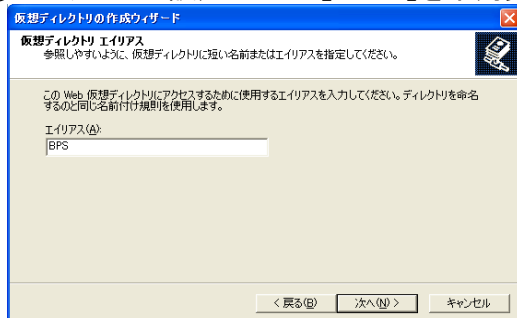 仮想ディレクトリの作成ウィザード
仮想ディレクトリ エイリアス
参照しやすいように、仮想ディレクトリに短い名前またはエイリアスを指定してください。
この Web 仮想ディレクトリにアクセスするために使用するエイリアスを入力してください。ディレクトリを命名
するのと同じ名前付け規則を使用します。
エイリアス(A):
BPS
< 戻る(B) 次へ(N) > キャンセル